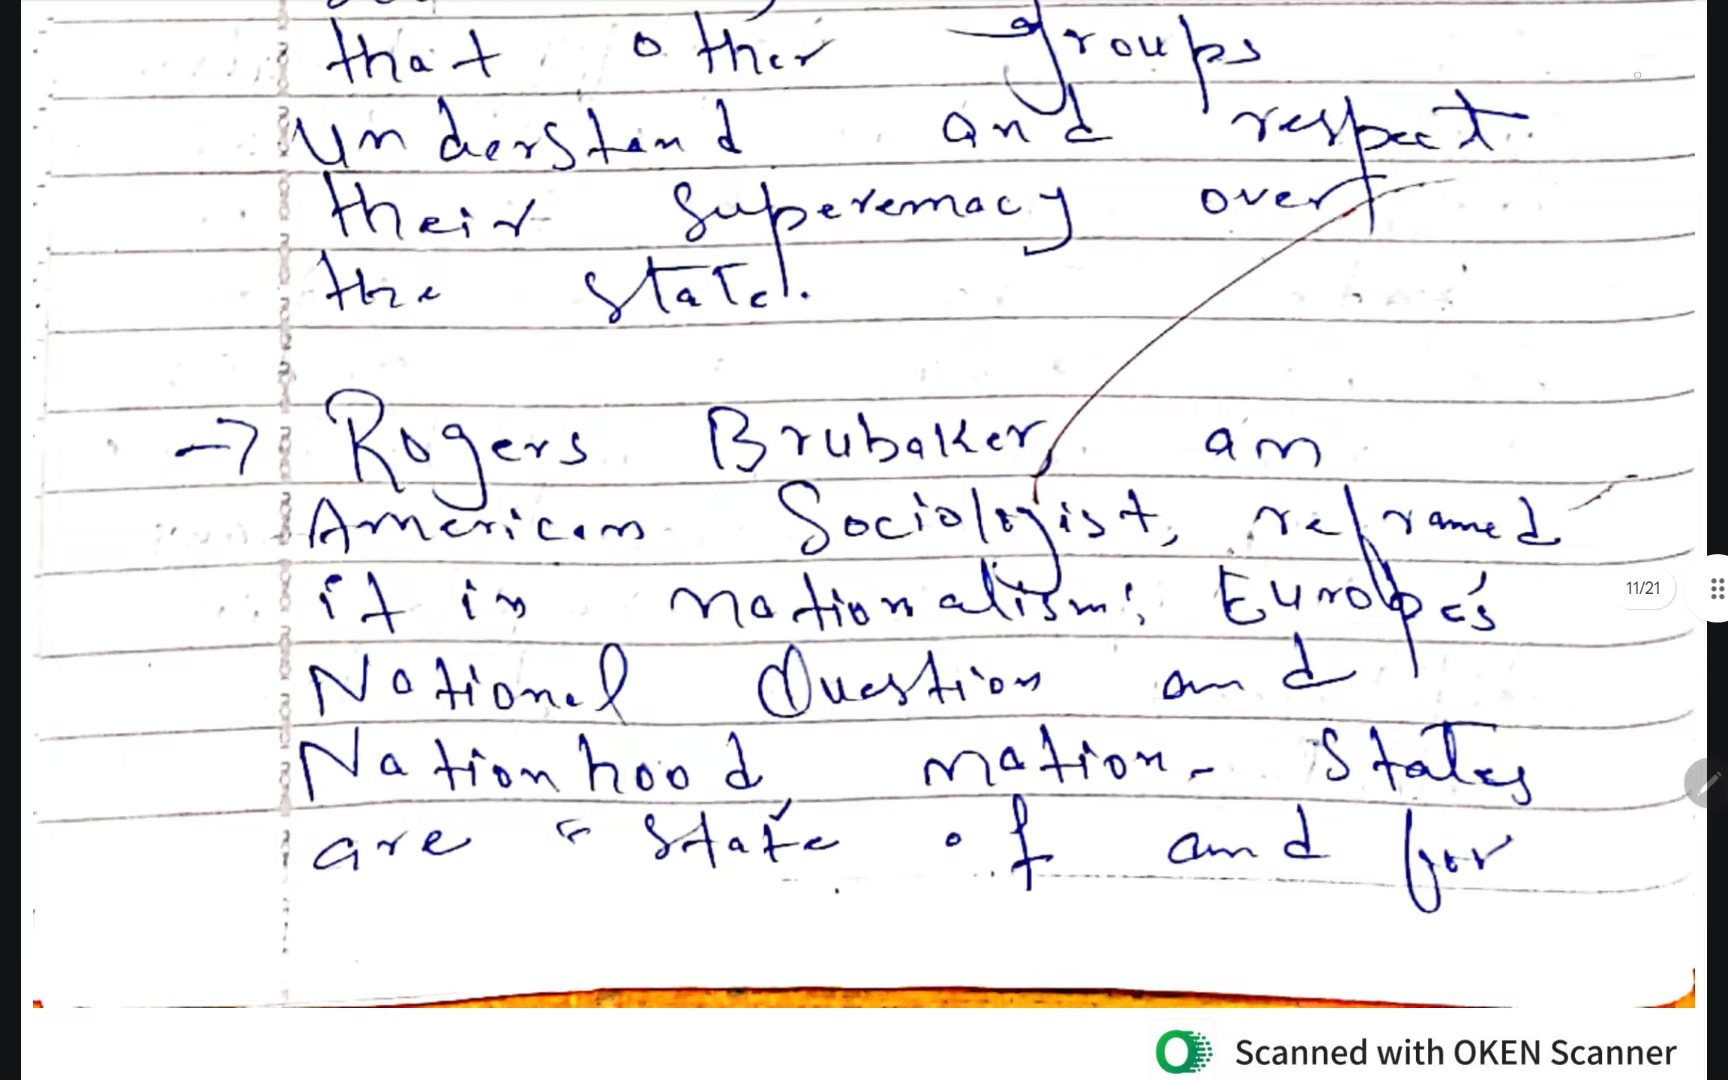 that other groups
understand and respect
their superemacy over
the state.
→ Rogers Brubaker, an
American Sociologist, reframed
it in nationalism; Europe's
National Question and
Nationhood nation-states
are "state of and for
11/21
Scanned with OKEN Scanner